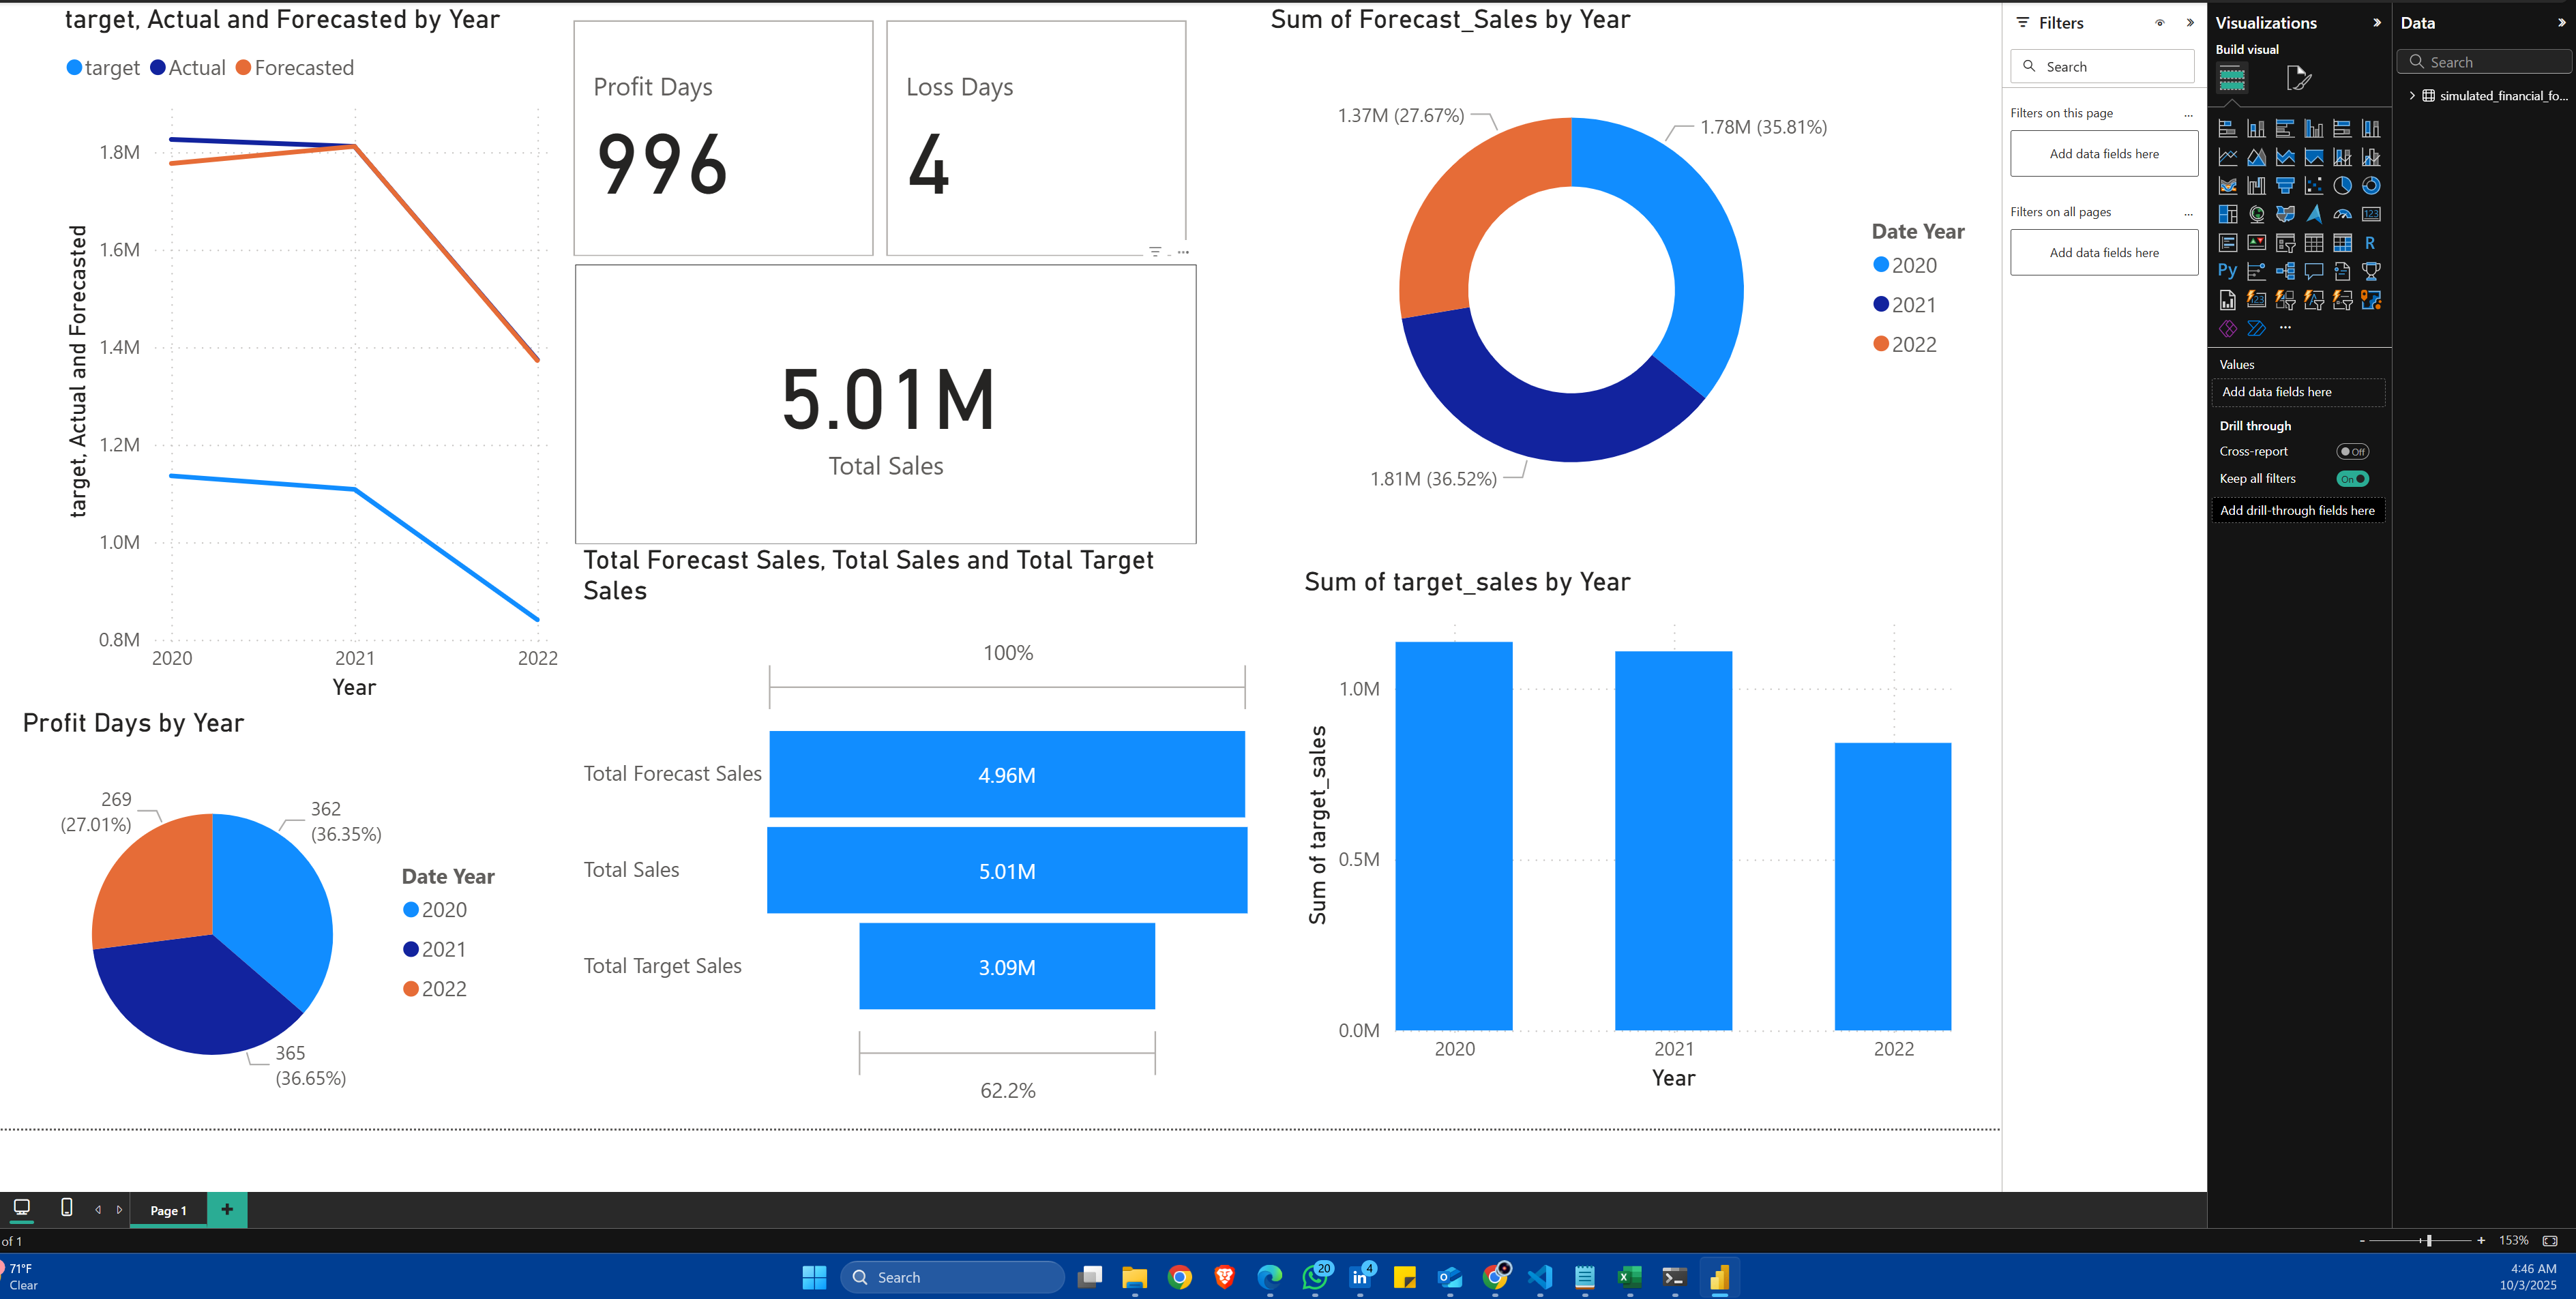 target, Actual and Forecasted by Year
target Actual Forecasted
1.8M
1.6M
1.4M
1.2M
1.0M
0.8M
target, Actual and Forecasted
2020 2021 2022
Year
Profit Days
996
Loss Days
4
5.01M
Total Sales
Sum of Forecast_Sales by Year
1.37M (27.67%)
1.78M (35.81%)
1.81M (36.52%)
Date Year
2020
2021
2022
Profit Days by Year
269
(27.01%)
362
(36.35%)
365
(36.65%)
Date Year
2020
2021
2022
Total Forecast Sales, Total Sales and Total Target
Sales
100%
Total Forecast Sales 4.96M
Total Sales 5.01M
Total Target Sales 3.09M
62.2%
Sum of target_sales by Year
1.0M
0.5M
0.0M
Sum of target_sales
2020 2021 2022
Year
Filters
Search
Filters on this page ...
Add data fields here
Filters on all pages ...
Add data fields here
Visualizations
Build visual
123
R
Py
123
...
Values
Add data fields here
Drill through
Cross-report Off
Keep all filters On
Add drill-through fields here
Data
Search
simulated_financial_fo...
Page 1
+
of 1
- + 153%
71°F
Clear
Search
20
4
4:46 AM
10/3/2025